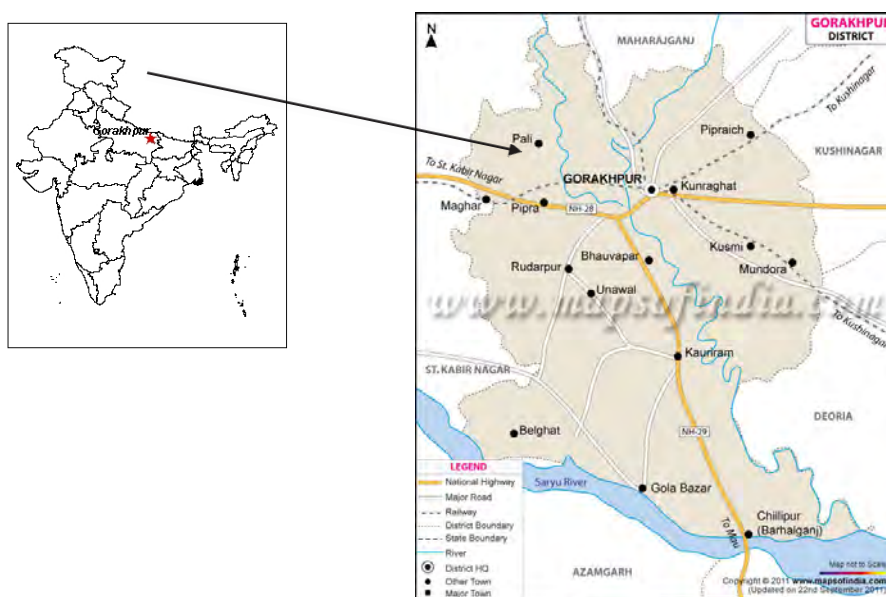 Gorakhpur
N
GORAKHPUR
DISTRICT
MAHARAJGANJ
To Kushinagar
Pali
Pipraich
KUSHINAGAR
To St. Kabir Nagar
GORAKHPUR
Kunraghat
Maghar
Pipra
NH-28
Bhauvapar
Kusmi
Rudarpur
Mundora
Unawal
www.mapsofindia.com
To Kushinagar
Kauriram
ST. KABIR NAGAR
DEORIA
Belghat
NH-29
LEGEND
National Highway
Major Road
Railway
District Boundary
State Boundary
River
District HQ
Other Town
Major Town
Saryu River
Gola Bazar
Chillipur
(Barhalganj)
To Mau
AZAMGARH
Map not to Scale
Copyright © 2011 www.mapsofindia.com
(Updated on 22nd September 2011)